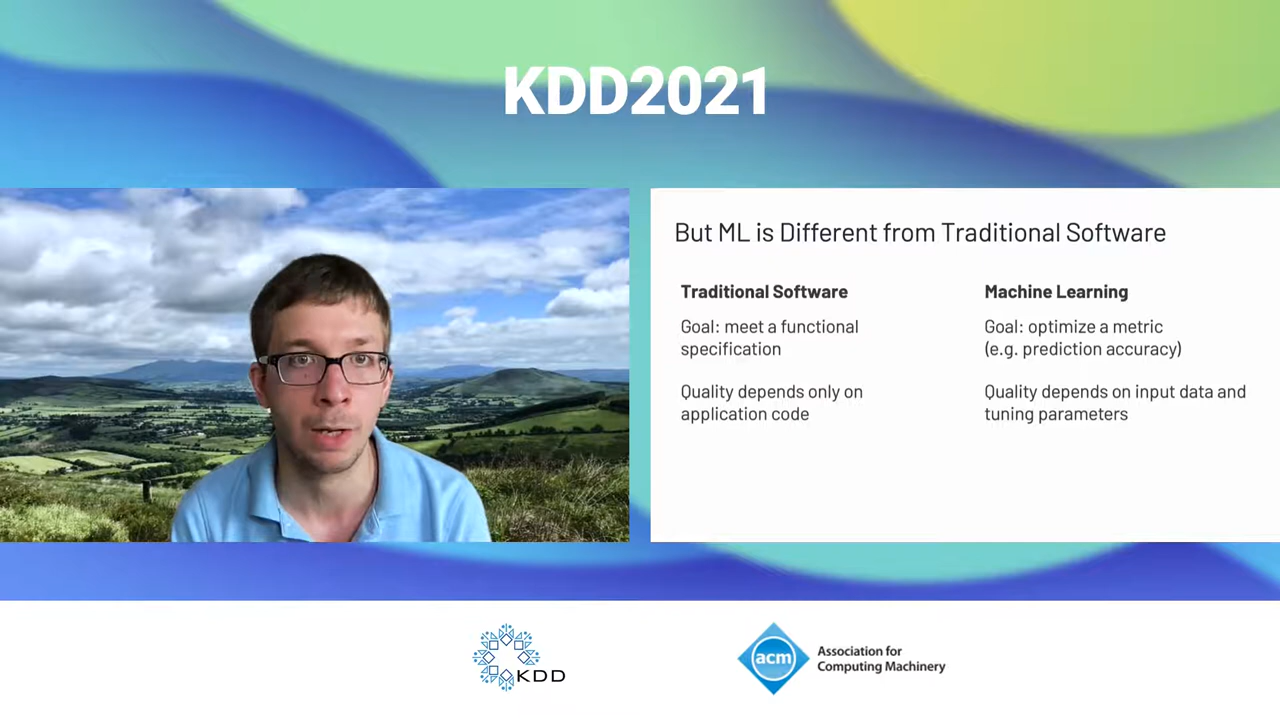 KDD2021
But ML is Different from Traditional Software
Traditional Software
Goal: meet a functional
specification
Quality depends only on
application code
Machine Learning
Goal: optimize a metric
(e.g. prediction accuracy)
Quality depends on input data and
tuning parameters
KDD
acm
Association for
Computing Machinery